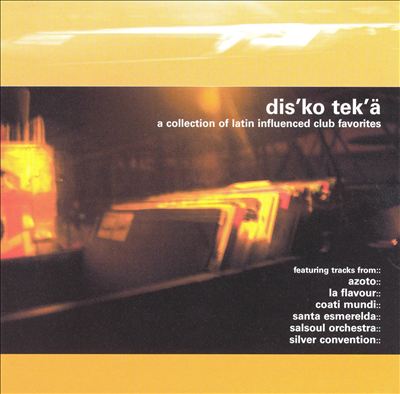 dis'ko tek'ä
a collection of latin influenced club favorites
featuring tracks from::
azoto::
la flavour::
coati mundi::
santa esmerelda::
salsoul orchestra::
silver convention::